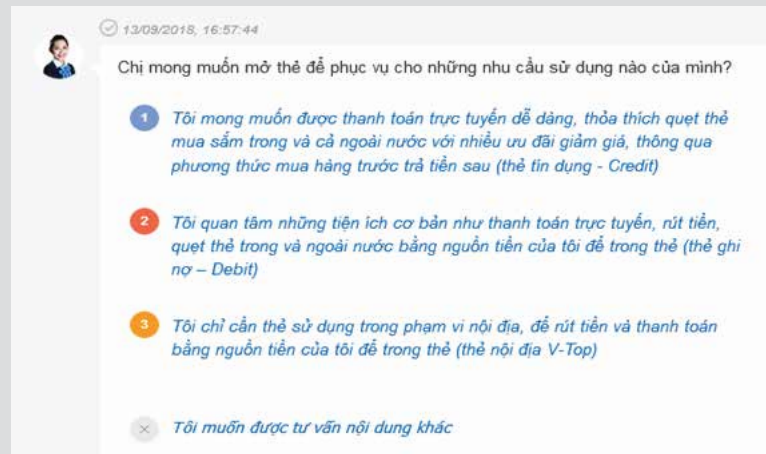 13/09/2018, 16:57:44
Chị mong muốn mở thẻ để phục vụ cho những nhu cầu sử dụng nào của mình?
1 Tôi mong muốn được thanh toán trực tuyến dễ dàng, thỏa thích quẹt thẻ
mua sắm trong và cả ngoài nước với nhiều ưu đãi giảm giá, thông qua
phương thức mua hàng trước trả tiền sau (thẻ tín dụng - Credit)
2 Tôi quan tâm những tiện ích cơ bản như thanh toán trực tuyến, rút tiền,
quẹt thẻ trong và ngoài nước bằng nguồn tiền của tôi để trong thẻ (thẻ ghi
nợ – Debit)
3 Tôi chỉ cần thẻ sử dụng trong phạm vi nội địa, để rút tiền và thanh toán
bằng nguồn tiền của tôi để trong thẻ (thẻ nội địa V-Top)
Tôi muốn được tư vấn nội dung khác